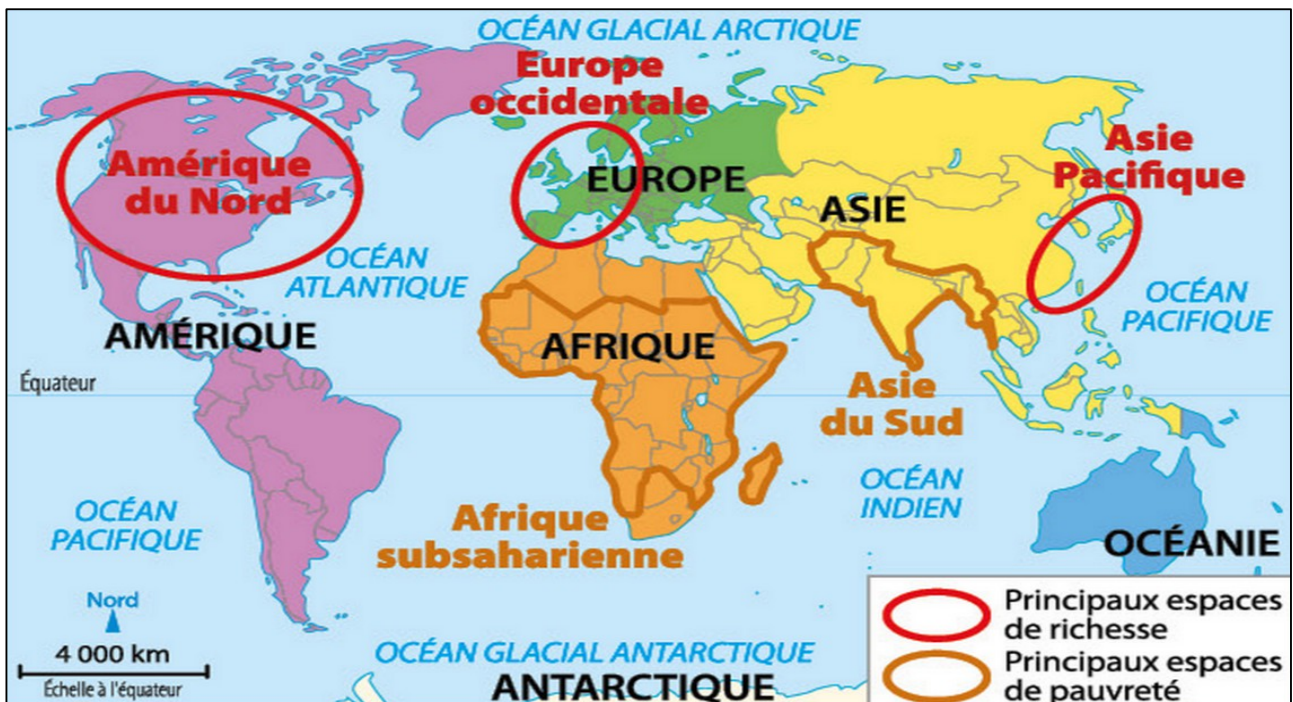 OCÉAN GLACIAL ARCTIQUE
Europe
occidentale
Amérique
du Nord
Asie
Pacifique
EUROPE
ASIE
OCÉAN
ATLANTIQUE
OCÉAN
PACIFIQUE
AMÉRIQUE
AFRIQUE
Équateur
Asie
du Sud
OCÉAN
INDIEN
OCÉAN
PACIFIQUE
Afrique
subsaharienne
OCÉANIE
Nord
4 000 km
Échelle à l'équateur
OCÉAN GLACIAL ANTARCTIQUE
ANTARCTIQUE
Principaux espaces
de richesse
Principaux espaces
de pauvreté